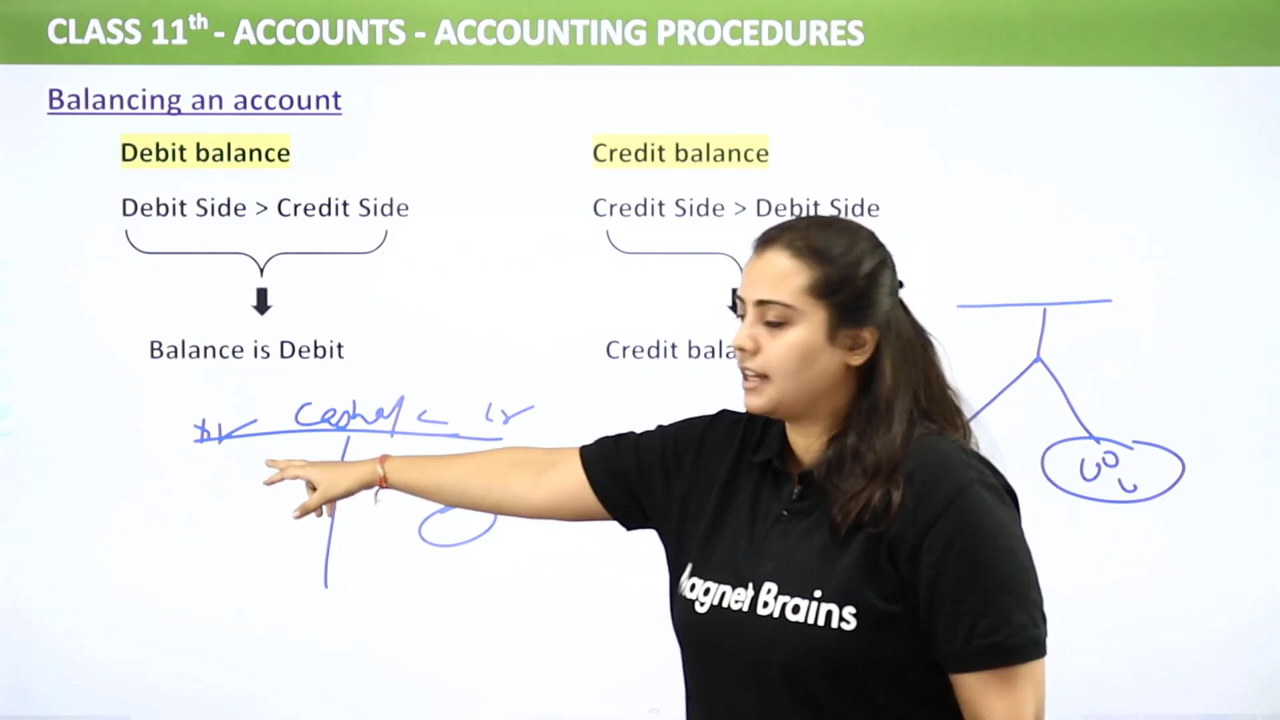 CLASS 11th - ACCOUNTS - ACCOUNTING PROCEDURES
Balancing an account
Debit balance
Credit balance
Debit Side > Credit Side
Credit Side > Debit Side
Balance is Debit
Credit bala
Dr Cash A/c Cr
Magnet Brains